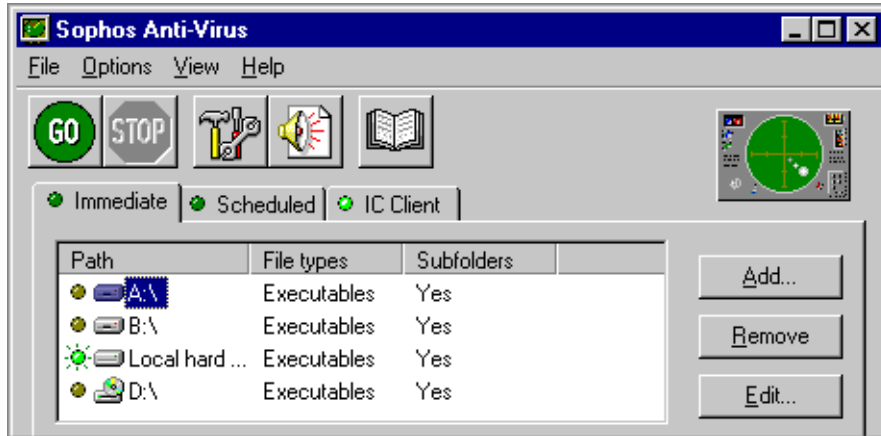 Sophos Anti-Virus
File Options View Help
GO STOP
Immediate Scheduled IC Client
Path File types Subfolders
A:\ Executables Yes
B:\ Executables Yes
Local hard ... Executables Yes
D:\ Executables Yes
Add...
Remove
Edit...